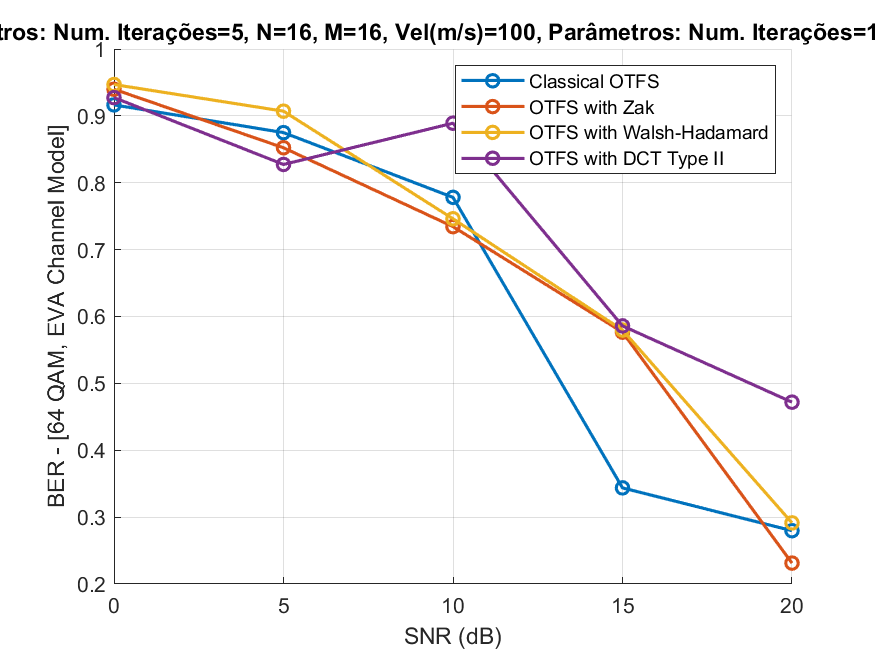 tros: Num. Iterações=5, N=16, M=16, Vel(m/s)=100, Parâmetros: Num. Iterações=1
Classical OTFS
OTFS with Zak
OTFS with Walsh-Hadamard
OTFS with DCT Type II
BER - [64 QAM, EVA Channel Model]
1
0.9
0.8
0.7
0.6
0.5
0.4
0.3
0.2
0 5 10 15 20
SNR (dB)